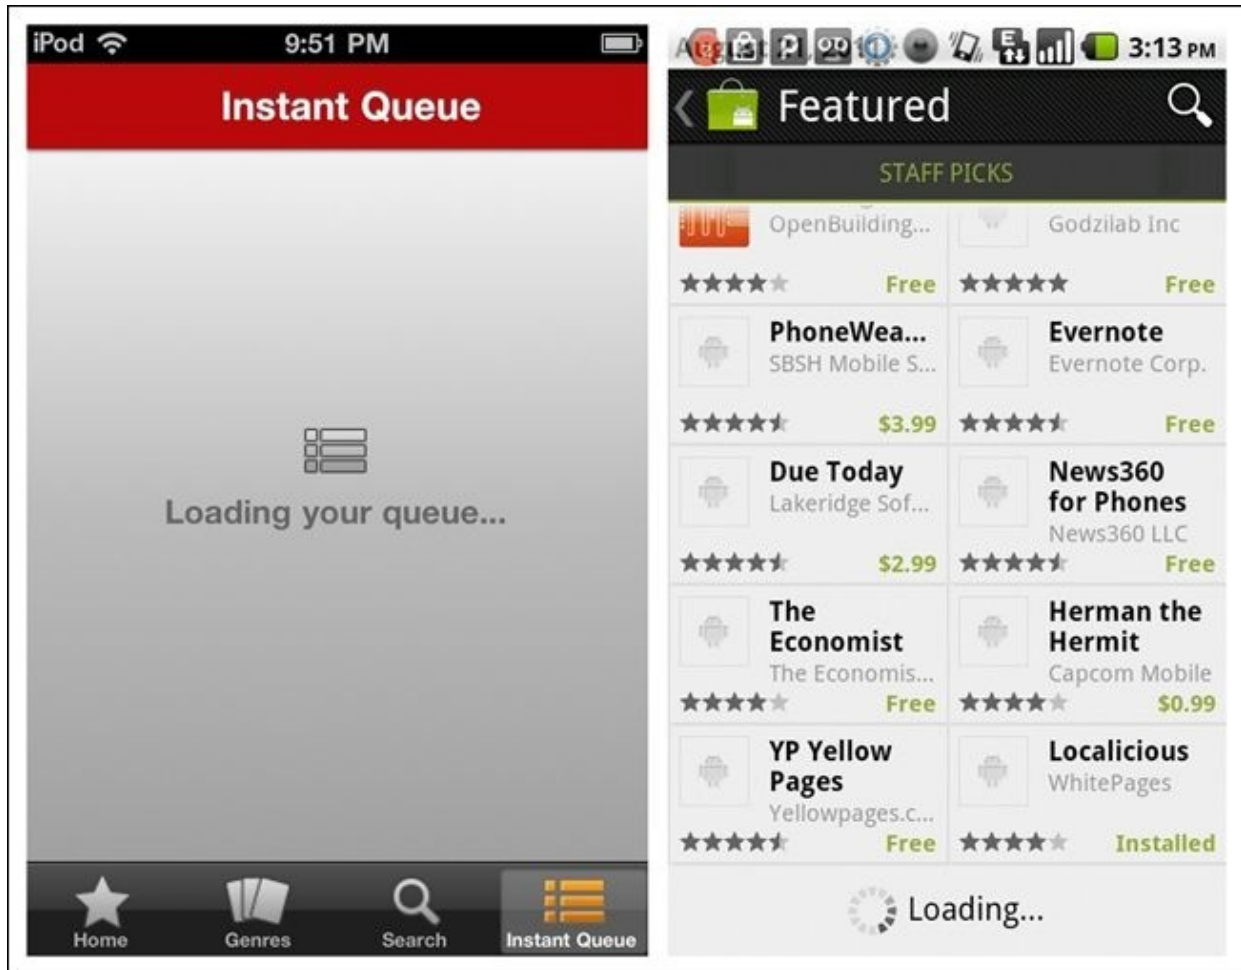 iPod 9:51 PM
Instant Queue
Loading your queue...
Home Genres Search Instant Queue
3:13 PM
Featured
STAFF PICKS
OpenBuilding... Godzilab Inc
Free Free
PhoneWea... Evernote
SBSH Mobile S... Evernote Corp.
$3.99 Free
Due Today News360
Lakeridge Sof... for Phones
News360 LLC
$2.99 Free
The Herman the
Economist Hermit
The Economis... Capcom Mobile
Free $0.99
YP Yellow Localicious
Pages WhitePages
Yellowpages.c...
Free Installed
Loading...